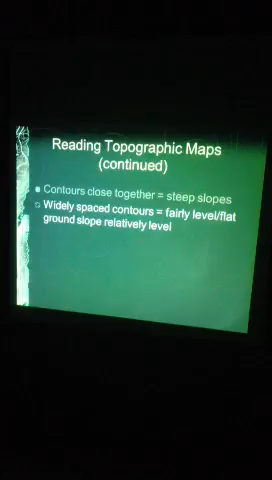 Reading Topographic Maps
(continued)
Contours close together = steep slopes
Widely spaced contours = fairly level/flat
ground slope relatively level